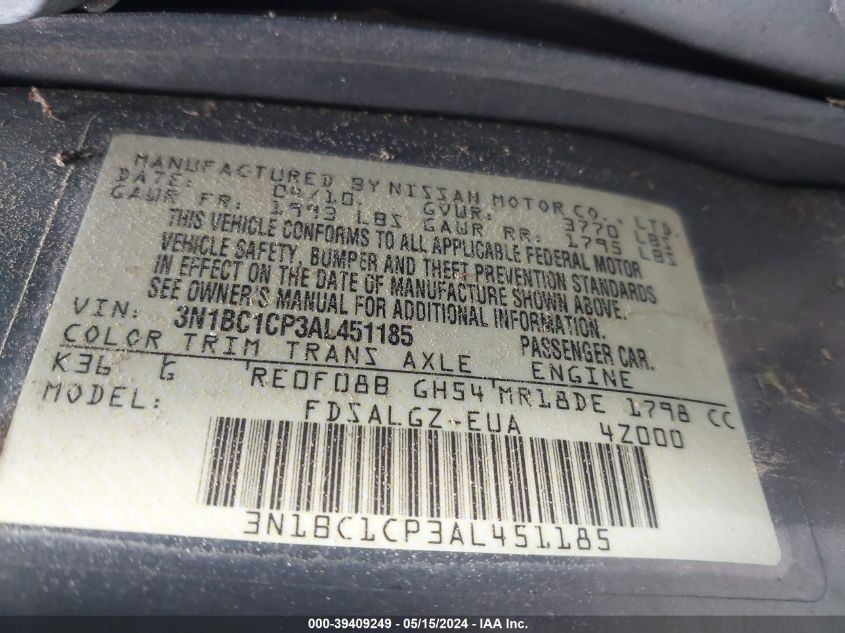 MANUFACTURED BY NISSAN MOTOR CO., LTD.
DATE: 04/10 GVWR: 3770 LBS
GAWR FR: 1993 LBS GAWR RR: 1795 LBS
THIS VEHICLE CONFORMS TO ALL APPLICABLE FEDERAL MOTOR
VEHICLE SAFETY, BUMPER AND THEFT PREVENTION STANDARDS
IN EFFECT ON THE DATE OF MANUFACTURE SHOWN ABOVE.
SEE OWNER'S MANUAL FOR ADDITIONAL INFORMATION.
VIN: 3N1BC1CP3AL451185 PASSENGER CAR.
COLOR TRIM TRANS AXLE ENGINE
K36 G RE0F08B GH54 MR18DE 1798 CC
MODEL: FDSALGZ-EUA 4Z000
3N1BC1CP3AL451185
000-39409249 - 05/15/2024 - IAA Inc.